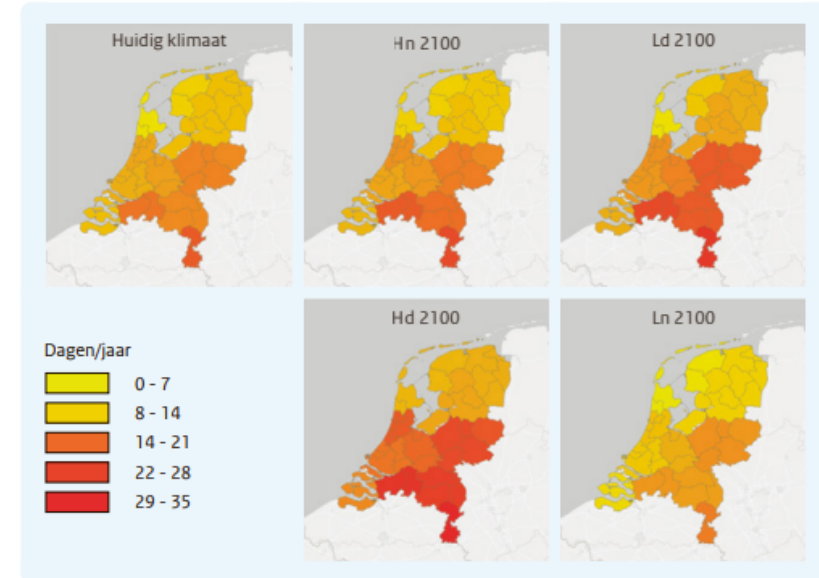 Huidig klimaat
Hn 2100
Ld 2100
Hd 2100
Ln 2100
Dagen/jaar
0 - 7
8 - 14
14 - 21
22 - 28
29 - 35